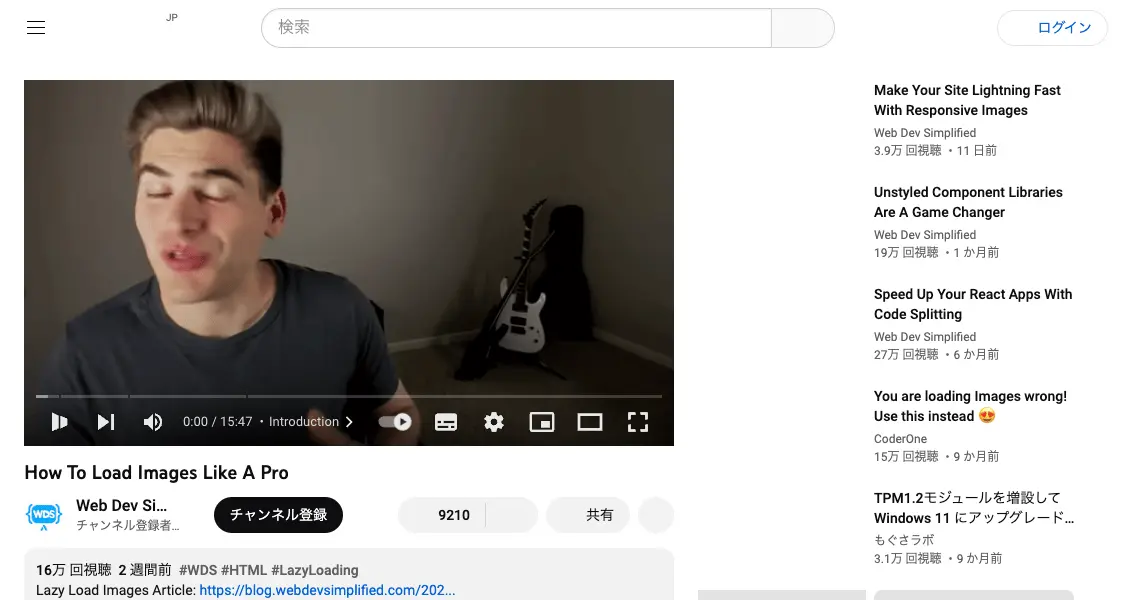 JP
検索
ログイン
0:00 / 15:47 • Introduction
How To Load Images Like A Pro
WDS
Web Dev Si...
チャンネル登録者...
チャンネル登録
9210
共有
16万 回視聴 2 週間前 #WDS #HTML #LazyLoading
Lazy Load Images Article: https://blog.webdevsimplified.com/202...
Make Your Site Lightning Fast
With Responsive Images
Web Dev Simplified
3.9万 回視聴 • 11 日前
Unstyled Component Libraries
Are A Game Changer
Web Dev Simplified
19万 回視聴 • 1 か月前
Speed Up Your React Apps With
Code Splitting
Web Dev Simplified
27万 回視聴 • 6 か月前
You are loading Images wrong!
Use this instead 😍
CoderOne
15万 回視聴 • 9 か月前
TPM1.2モジュールを増設して
Windows 11 にアップグレード...
もぐさラボ
3.1万 回視聴 • 9 か月前